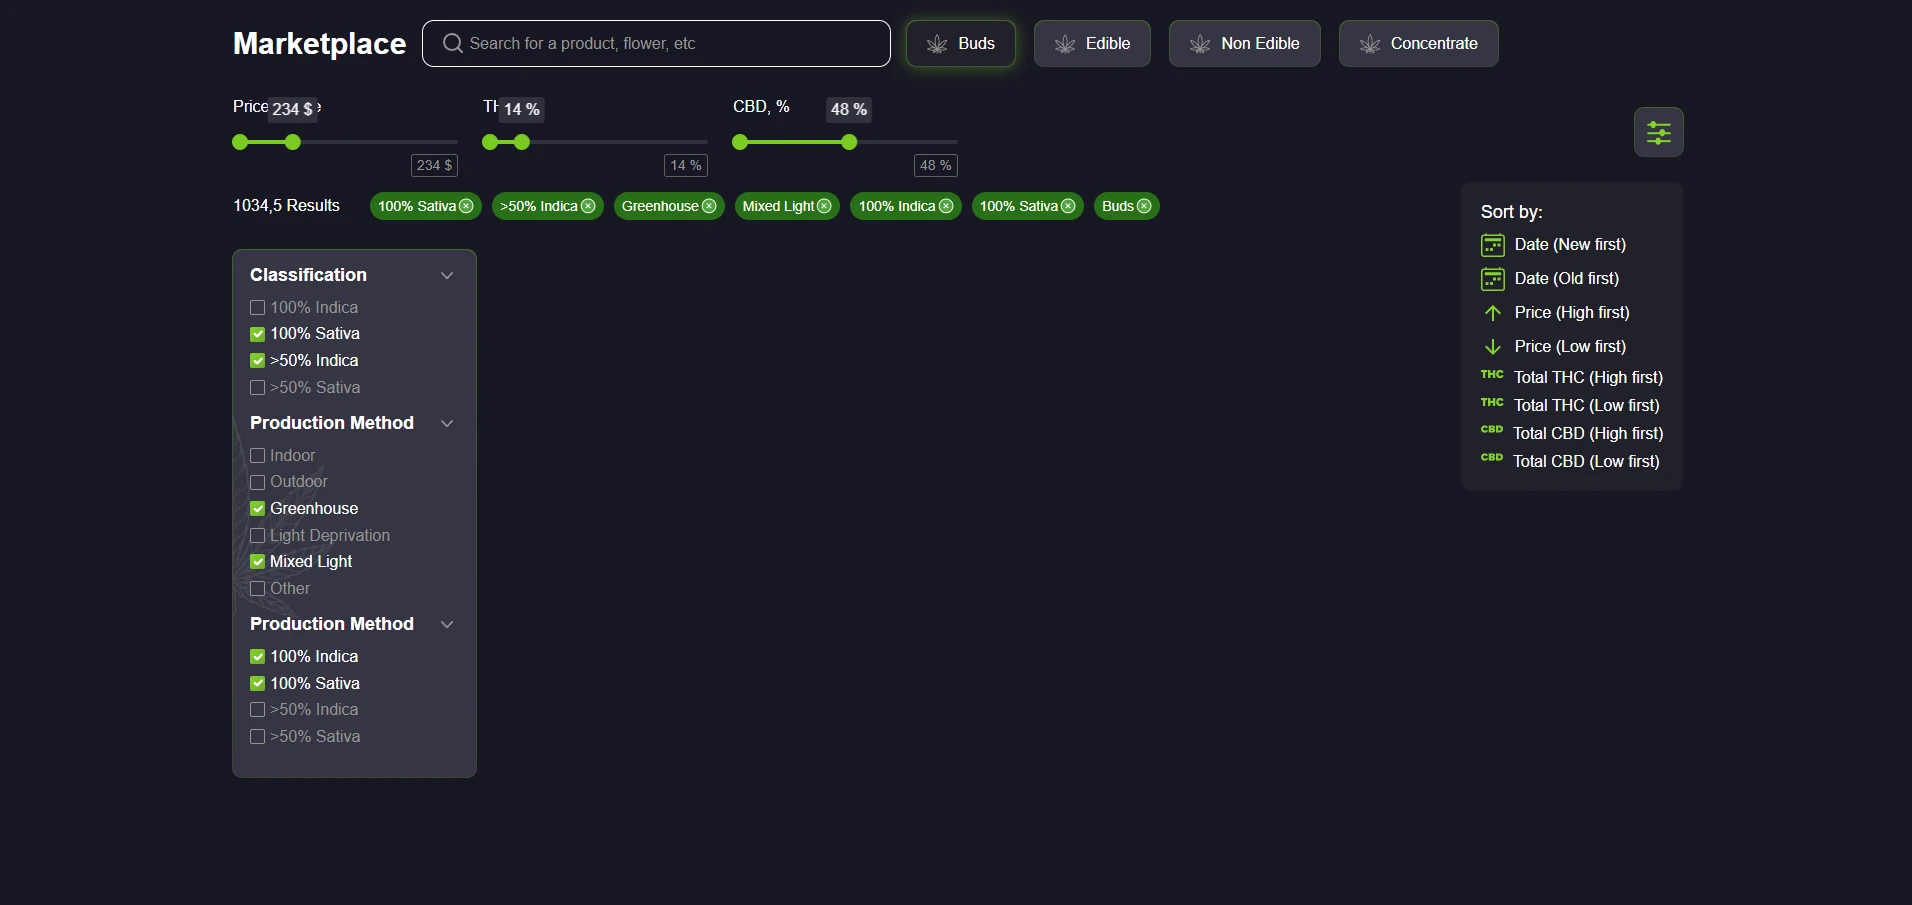 Marketplace
Search for a product, flower, etc
Buds
Edible
Non Edible
Concentrate
Price
234 $
14 %
CBD, %
48 %
234 $
14 %
48 %
1034,5 Results
100% Sativa
>50% Indica
Greenhouse
Mixed Light
100% Indica
100% Sativa
Buds
Classification
100% Indica
100% Sativa
>50% Indica
>50% Sativa
Production Method
Indoor
Outdoor
Greenhouse
Light Deprivation
Mixed Light
Other
Production Method
100% Indica
100% Sativa
>50% Indica
>50% Sativa
Sort by:
Date (New first)
Date (Old first)
Price (High first)
Price (Low first)
THC Total THC (High first)
THC Total THC (Low first)
CBD Total CBD (High first)
CBD Total CBD (Low first)